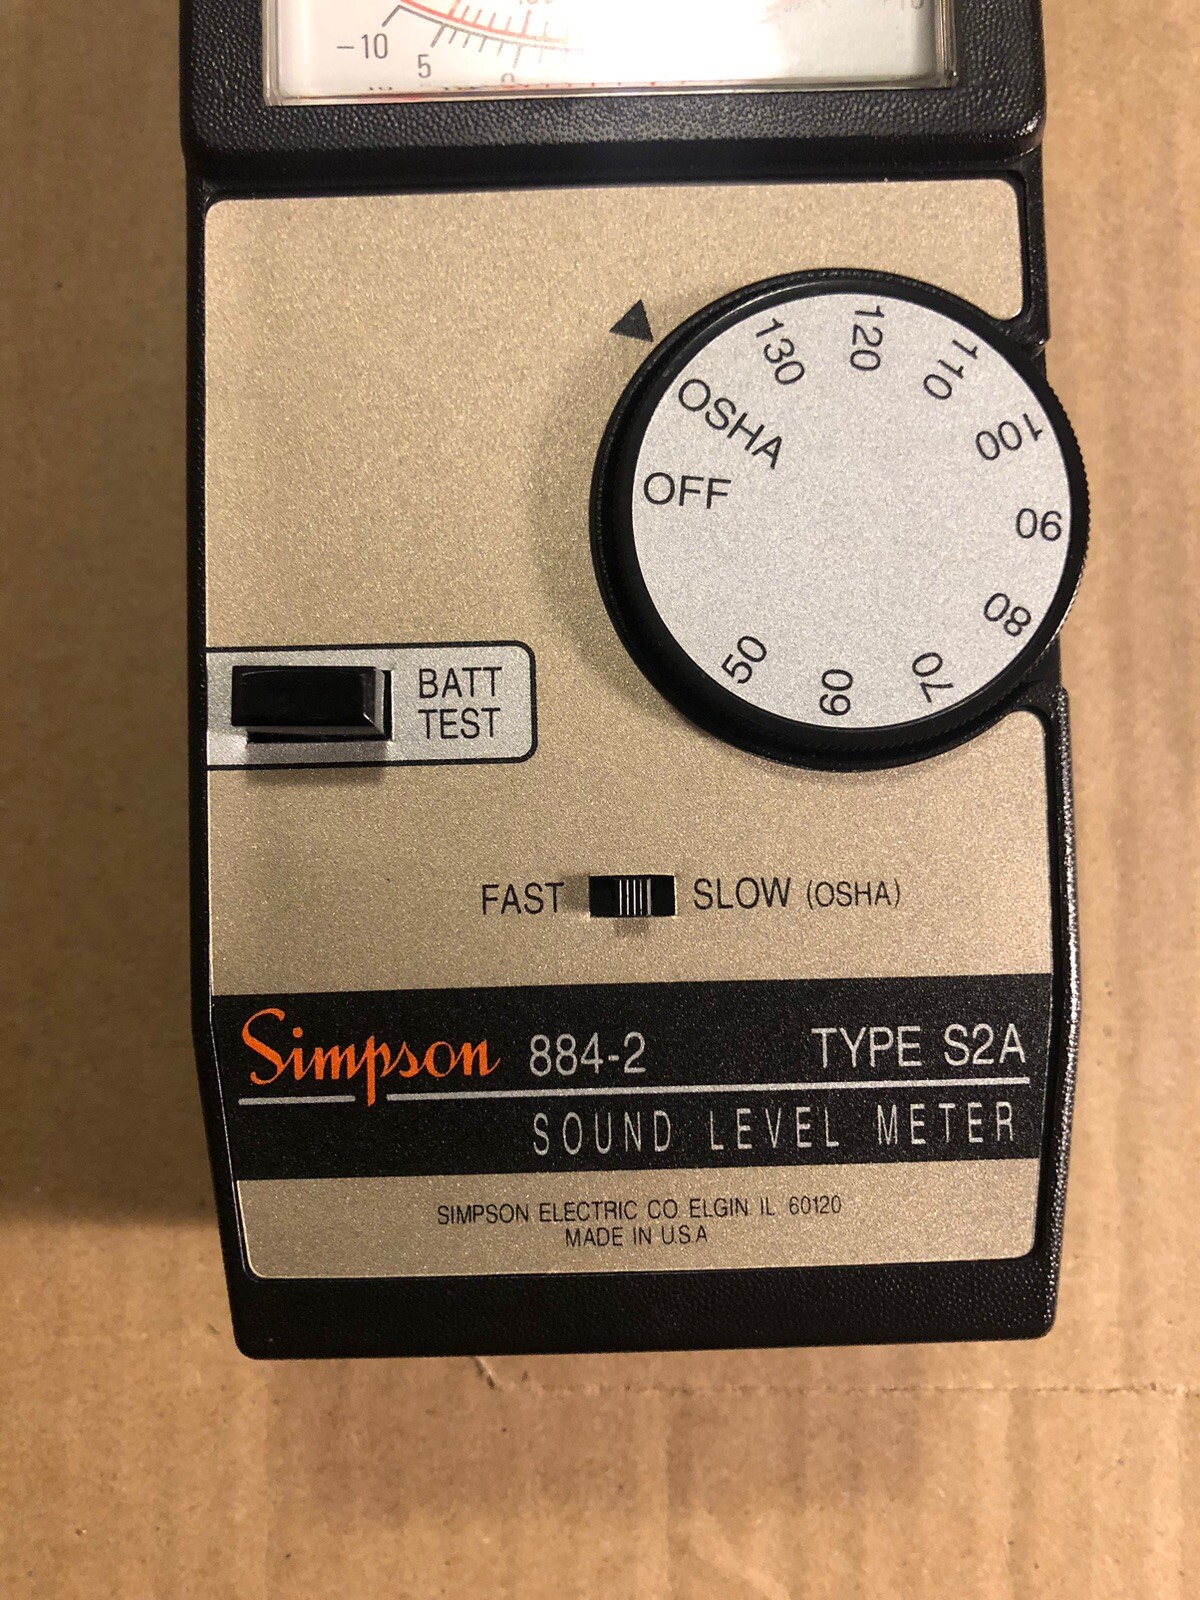 -10
5
130
120
110
100
90
80
70
60
50
OSHA
OFF
BATT
TEST
FAST SLOW (OSHA)
Simpson 884-2 TYPE S2A
SOUND LEVEL METER
SIMPSON ELECTRIC CO ELGIN IL 60120
MADE IN U.S.A